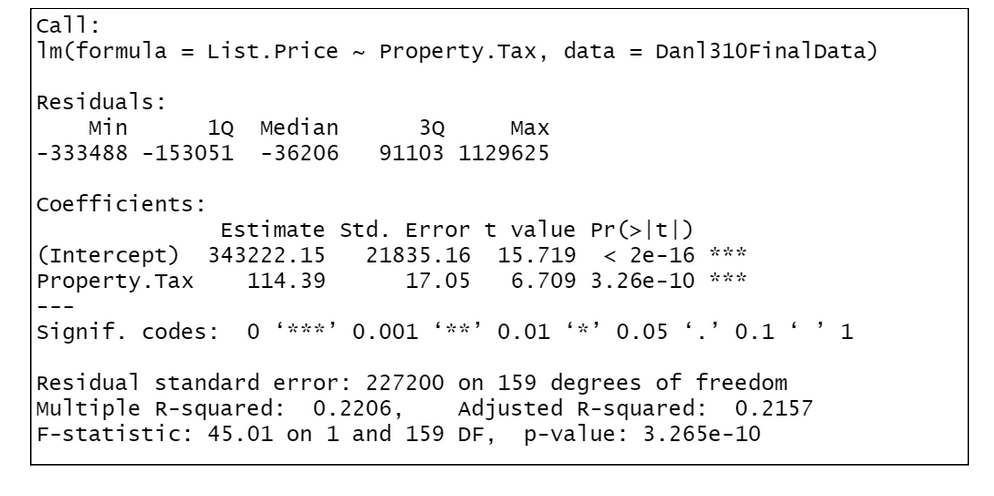 Call:
lm(formula = List.Price ~ Property.Tax, data = Danl310FinalData)
Residuals:
Min 1Q Median 3Q Max
-333488 -153051 -36206 91103 1129625
Coefficients:
Estimate Std. Error t value Pr(>|t|)
(Intercept) 343222.15 21835.16 15.719 < 2e-16 ***
Property.Tax 114.39 17.05 6.709 3.26e-10 ***
---
Signif. codes: 0 ‘***’ 0.001 ‘**’ 0.01 ‘*’ 0.05 ‘.’ 0.1 ‘ ’ 1
Residual standard error: 227200 on 159 degrees of freedom
Multiple R-squared: 0.2206, Adjusted R-squared: 0.2157
F-statistic: 45.01 on 1 and 159 DF, p-value: 3.265e-10